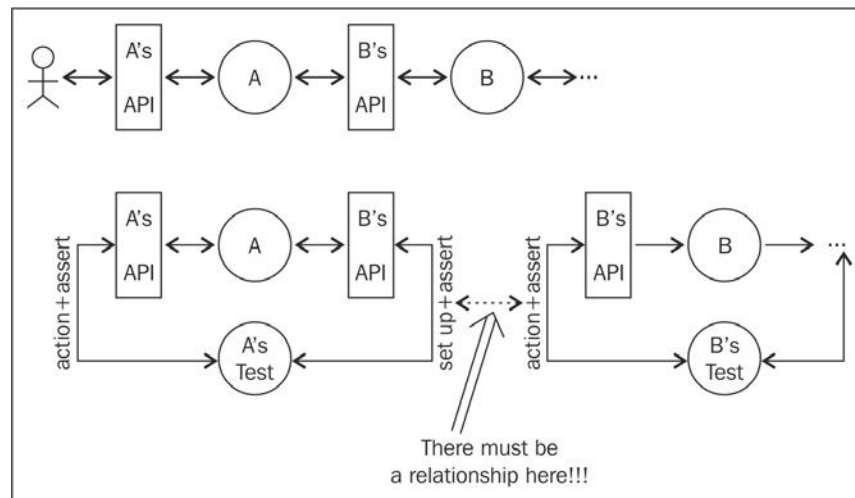 A's
API
A
B's
API
B
...
A's
API
A
B's
API
B's
API
B
...
action+assert
set up+assert
action+assert
A's
Test
B's
Test
There must be
a relationship here!!!